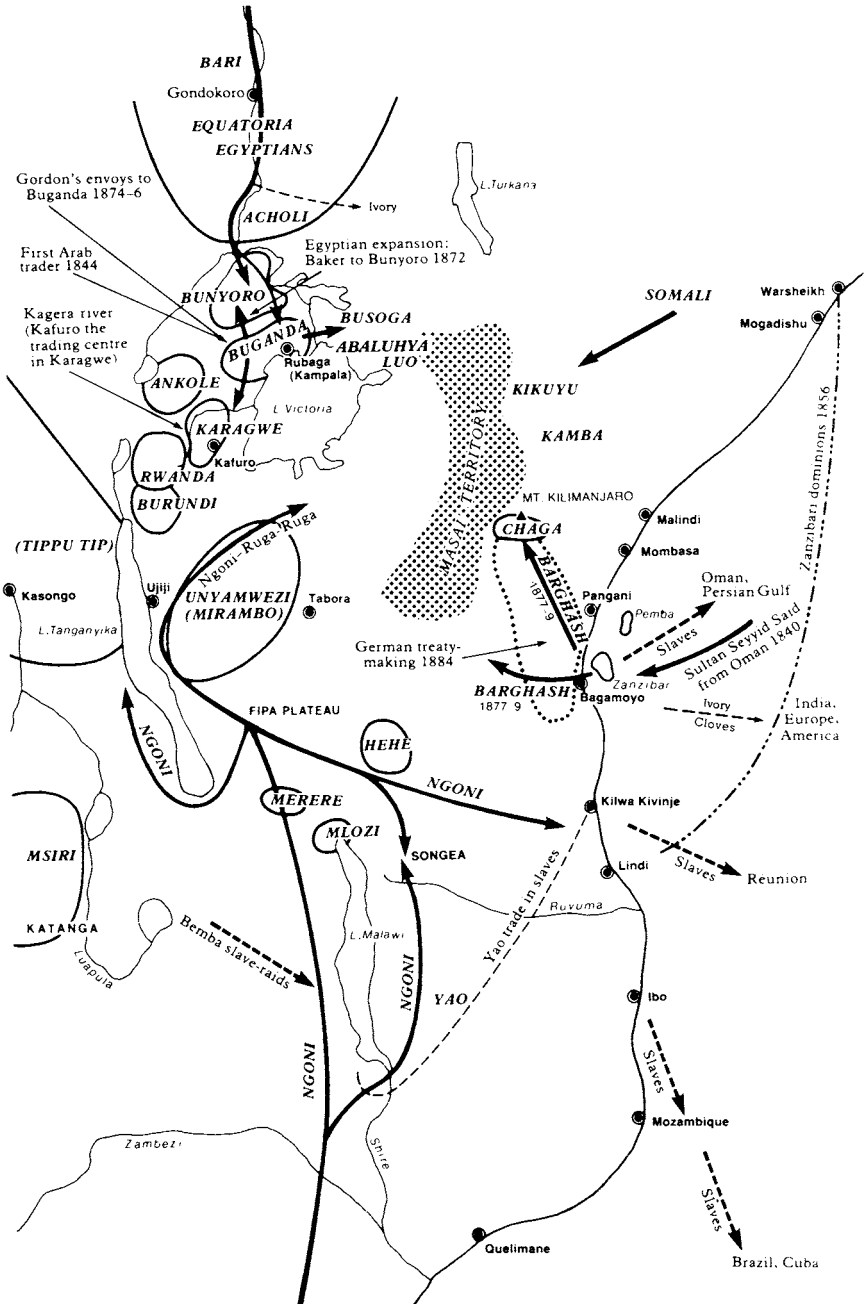 BARI
Gondokoro
EQUATORIA
EGYPTIANS
Gordon's envoys to
Buganda 1874–6
L.Turkana
Ivory
ACHOLI
First Arab
trader 1844
Egyptian expansion;
Baker to Bunyoro 1872
BUNYORO
SOMALI
Warsheikh
Mogadishu
Kagera river
(Kafuro the
trading centre
in Karagwe)
BUSOGA
BUGANDA
ABALUHYA
LUO
Rubaga
(Kampala)
ANKOLE
KIKUYU
L.Victoria
KARAGWE
KAMBA
Kafuro
MASAI TERRITORY
Zanzibari dominions 1856
RWANDA
BURUNDI
MT. KILIMANJARO
CHAGA
Malindi
Mombasa
(TIPPU TIP)
Ngoni–Ruga-Ruga
BARGHASH
1877-9
Oman,
Persian Gulf
Kasongo
Ujiji
UNYAMWEZI
(MIRAMBO)
Tabora
Pangani
Pemba
L.Tanganyika
German treaty-
making 1884
Slaves
Sultan Seyyid Said
from Oman 1840
BARGHASH
1877 9
Zanzibar
Bagamoyo
Ivory
Cloves
India,
Europe,
America
FIPA PLATEAU
NGONI
HEHE
NGONI
MERERE
Kilwa Kivinje
MLOZI
SONGEA
MSIRI
Slaves
Reunion
Lindi
Yao trade in slaves
Ruvuma
KATANGA
Bemba slave-raids
L.Malawi
Luapula
NGONI
YAO
Ibo
NGONI
Slaves
Mozambique
Zambezi
Shire
Slaves
Quelimane
Brazil, Cuba